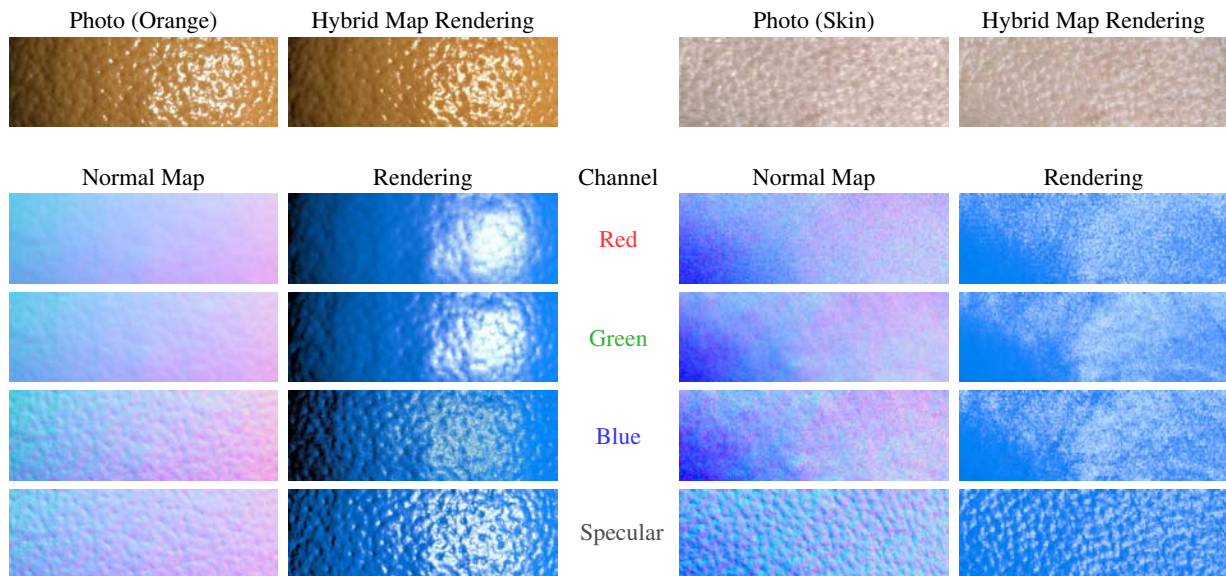 Photo (Orange) Hybrid Map Rendering Photo (Skin) Hybrid Map Rendering
Normal Map Rendering Channel Normal Map Rendering
Red
Green
Blue
Specular